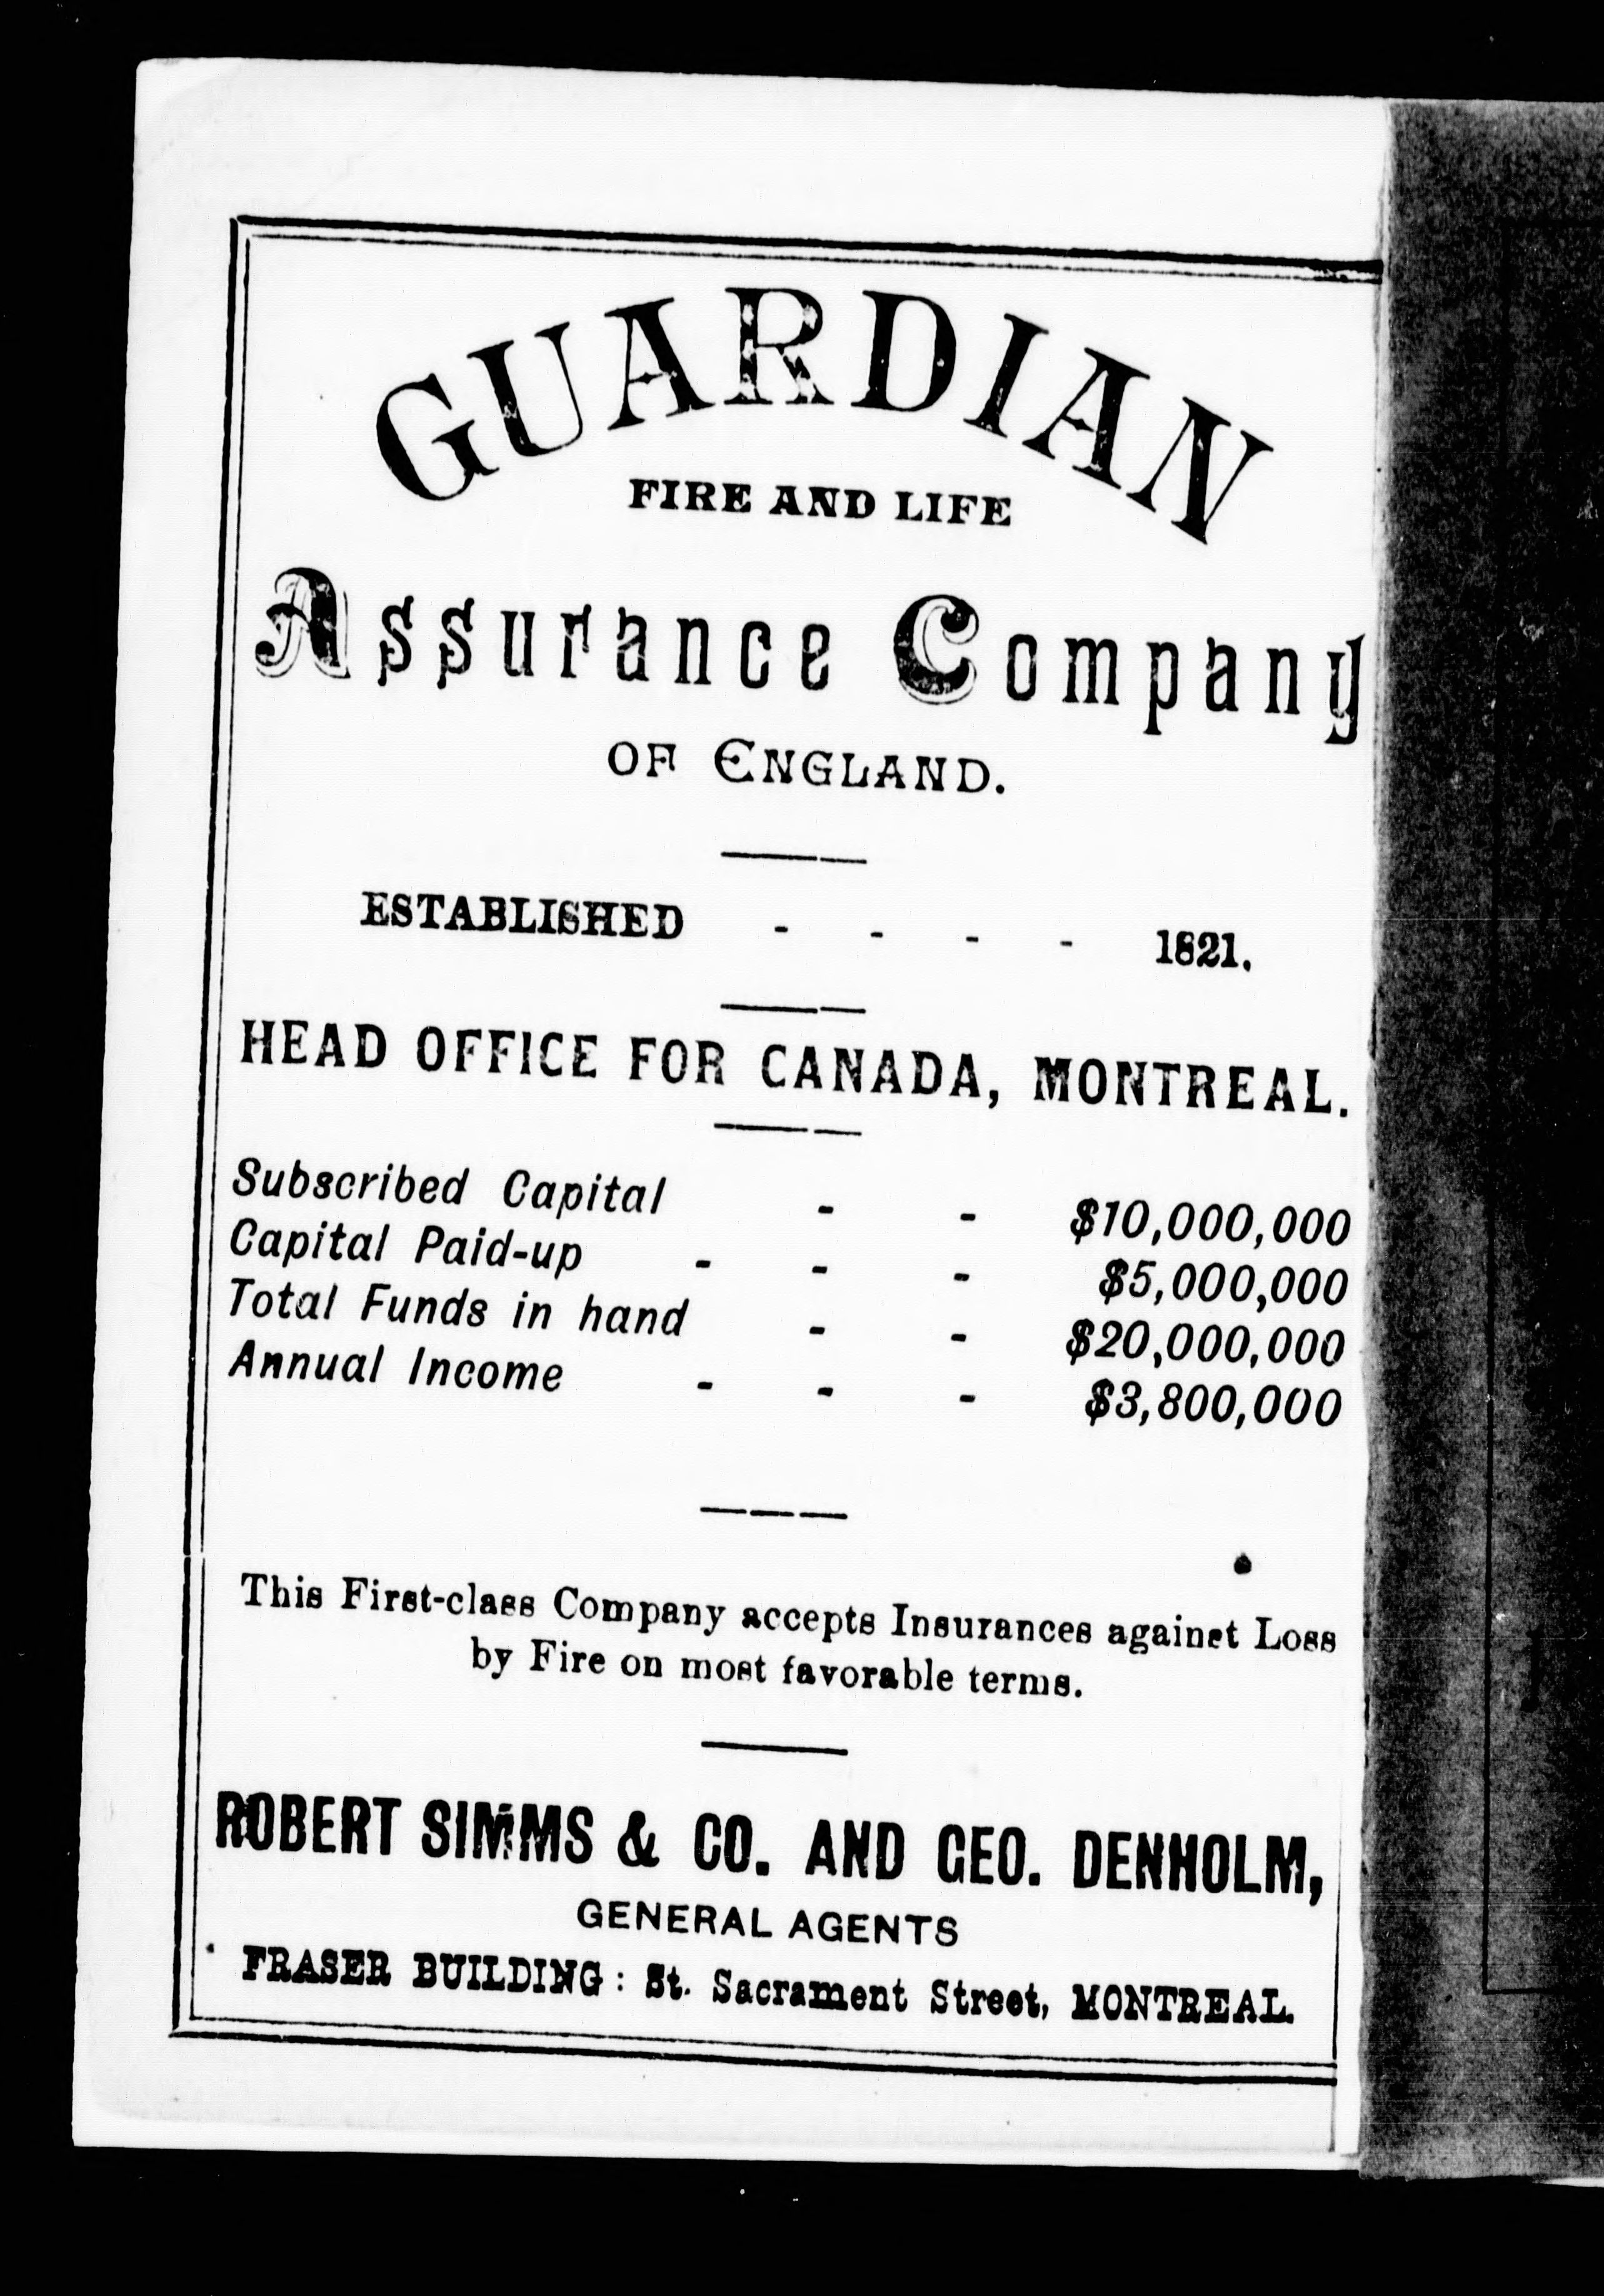 GUARDIAN
FIRE AND LIFE
Assurance Company
OF ENGLAND.
ESTABLISHED - - - - 1821.
HEAD OFFICE FOR CANADA, MONTREAL.
Subscribed Capital - - $10,000,000
Capital Paid-up - - - $5,000,000
Total Funds in hand - - $20,000,000
Annual Income - - - $3,800,000
This First-class Company accepts Insurances against Loss
by Fire on most favorable terms.
ROBERT SIMMS & CO. AND GEO. DENHOLM,
GENERAL AGENTS
FRASER BUILDING: St. Sacrament Street, MONTREAL.